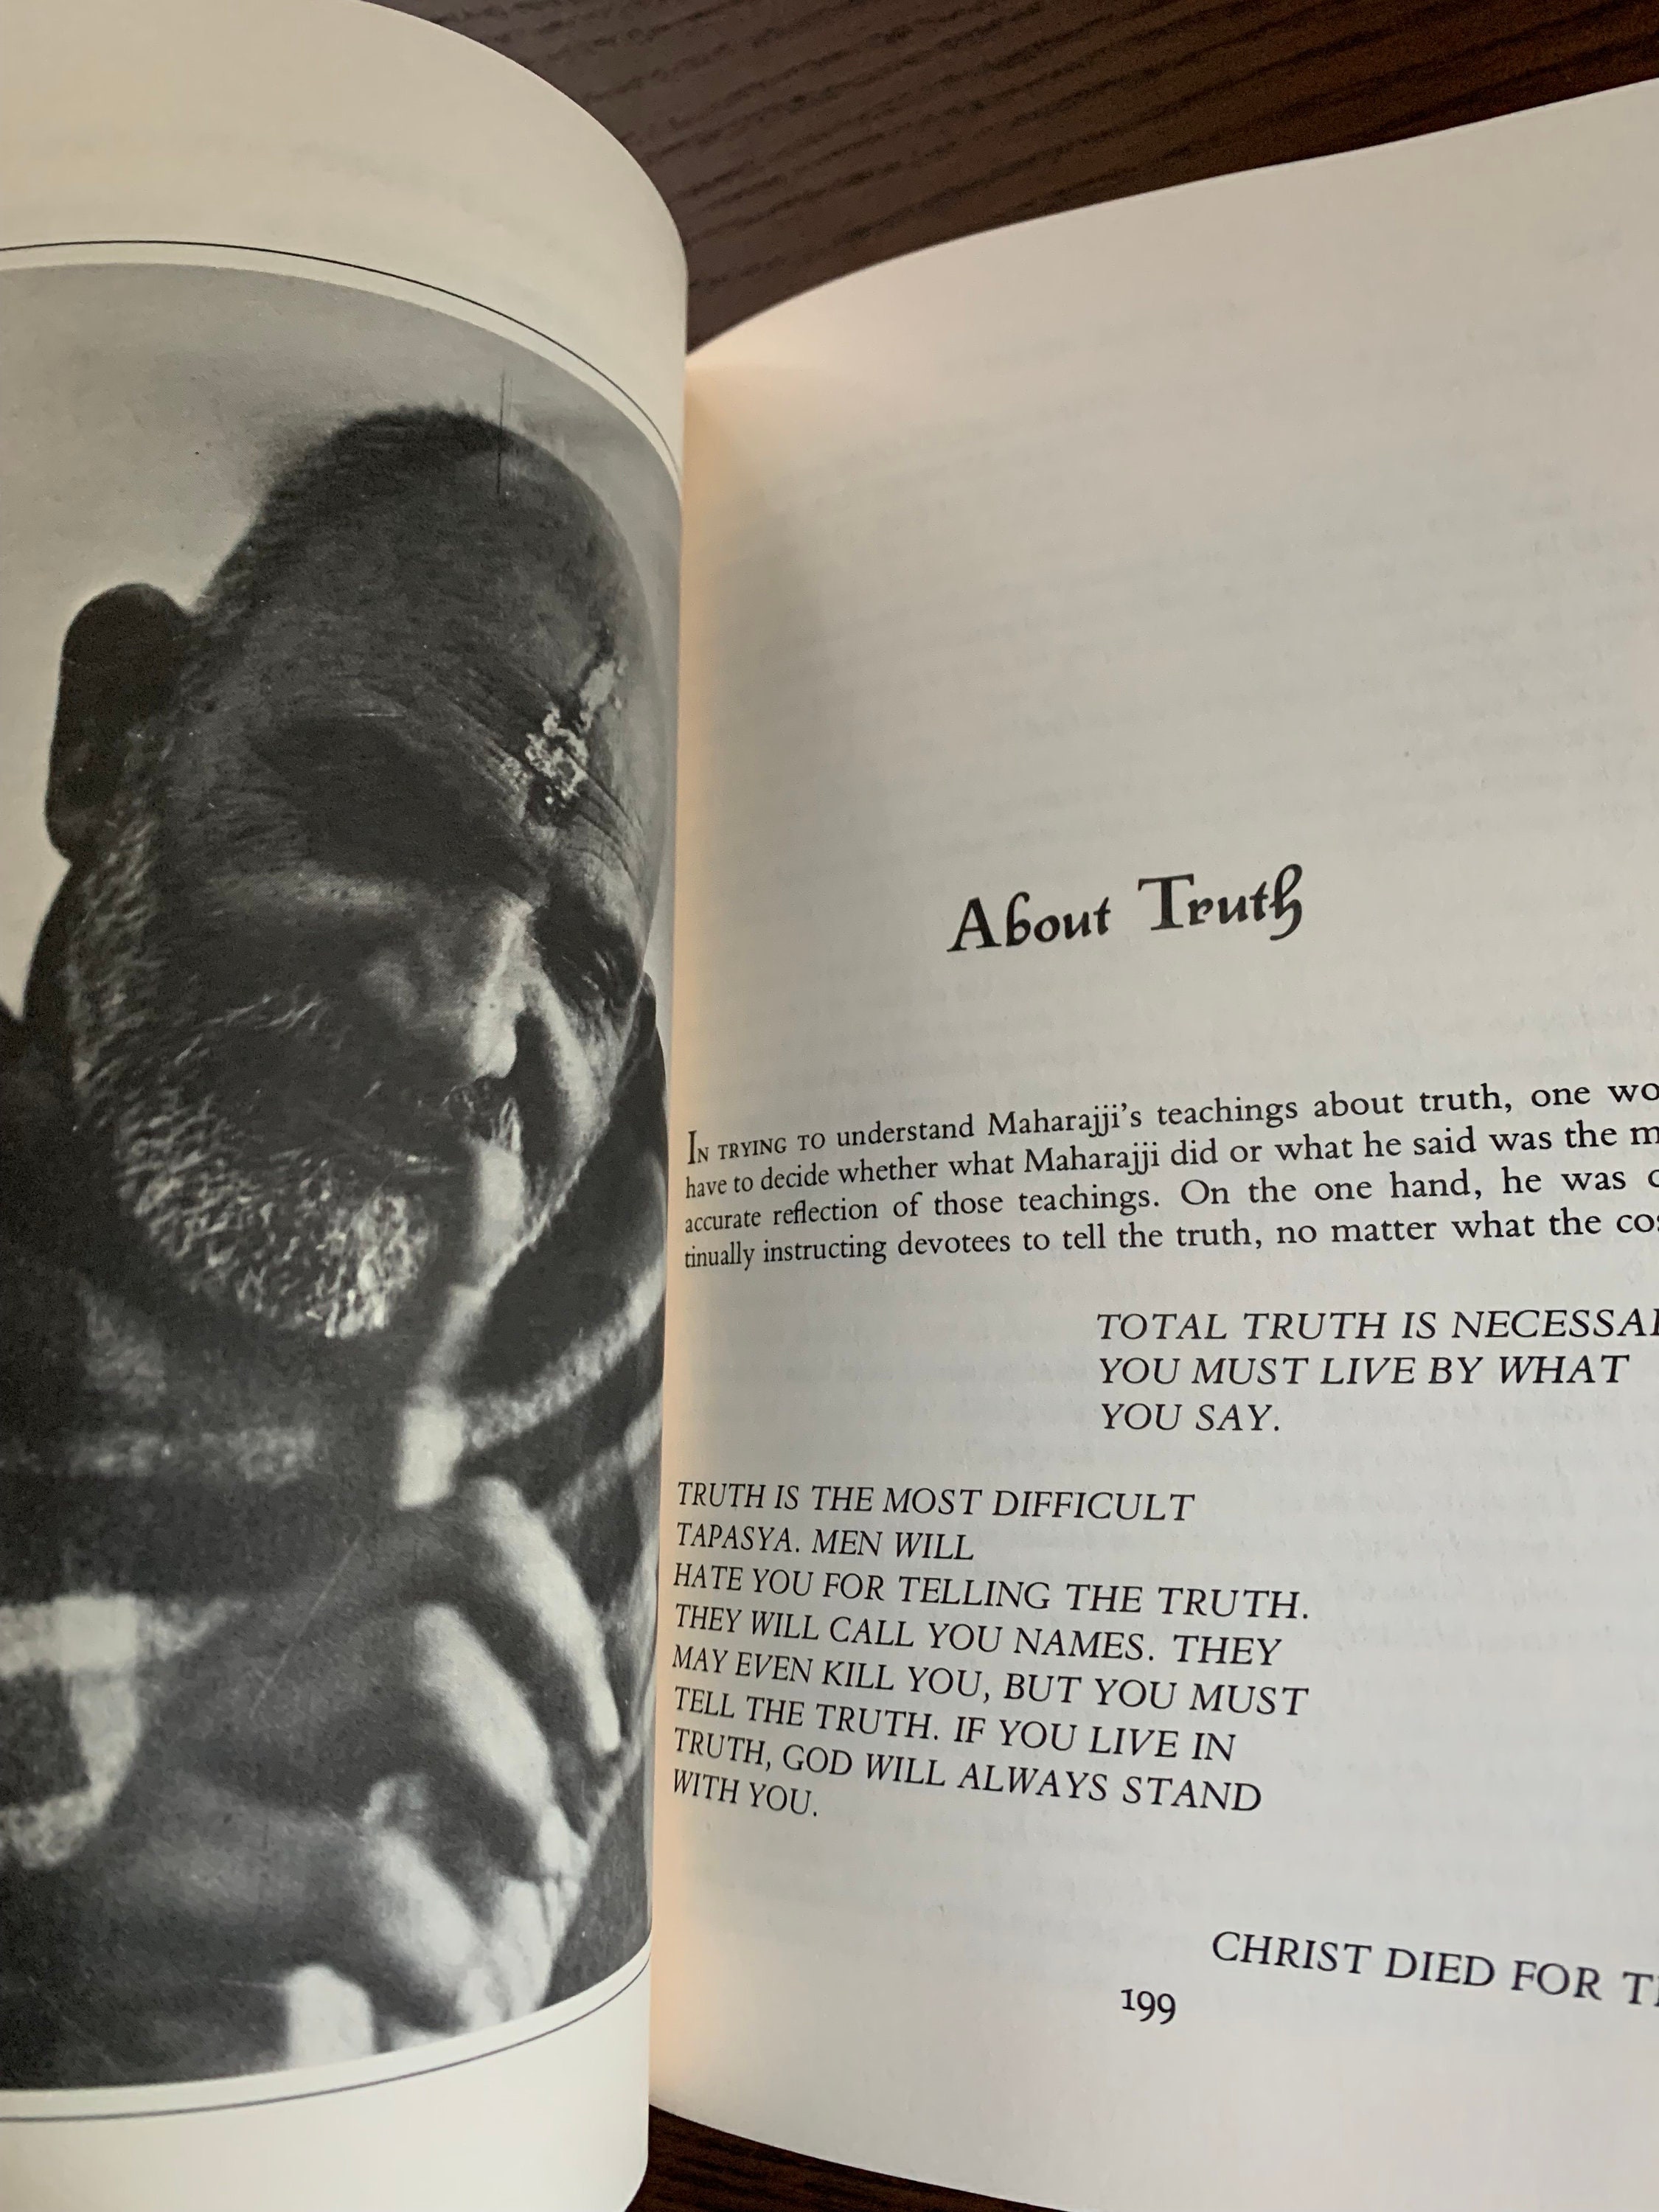 About Truth
IN TRYING TO understand Maharajji's teachings about truth, one
have to decide whether what Maharajji did or what he said was the
accurate reflection of those teachings. On the one hand, he was
tinually instructing devotees to tell the truth, no matter what the
TOTAL TRUTH IS
YOU MUST LIVE BY WHAT
YOU SAY.
TRUTH IS THE MOST DIFFICULT
TAPASYA. MEN WILL
HATE YOU FOR TELLING THE TRUTH.
THEY WILL CALL YOU NAMES. THEY
MAY EVEN KILL YOU, BUT YOU MUST
TELL THE TRUTH. IF YOU LIVE IN
TRUTH, GOD WILL ALWAYS STAND
WITH YOU.
CHRIST DIED FOR
199